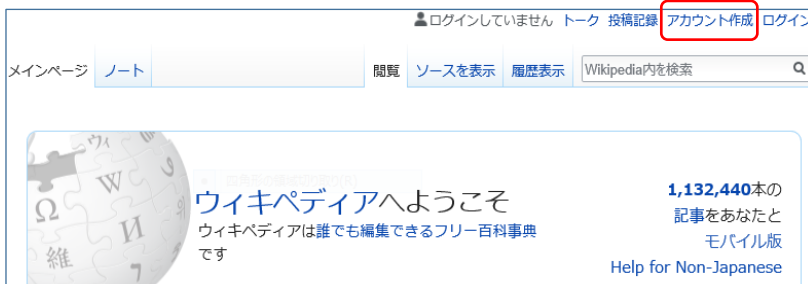 ログインしていません トーク 投稿記録 アカウント作成 ログイン
メインページ ノート 閲覧 ソースを表示 履歴表示 Wikipedia内を検索
ウィキペディアへようこそ
ウィキペディアは誰でも編集できるフリー百科事典
です
1,132,440本の
記事をあなたと
モバイル版
Help for Non-Japanese
Ω W И 維 7 ウィ